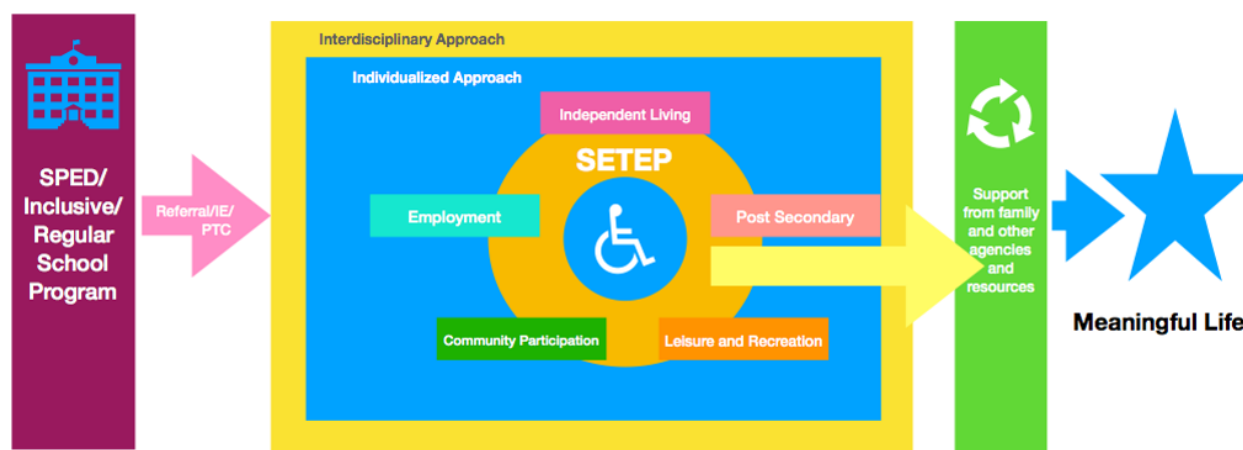 SPED/
Inclusive/
Regular
School
Program
Referral/IE/
PTC
Interdisciplinary Approach
Individualized Approach
Independent Living
SETEP
Employment
Post Secondary
Community Participation
Leisure and Recreation
Support
from family
and other
agencies
and
resources
Meaningful Life